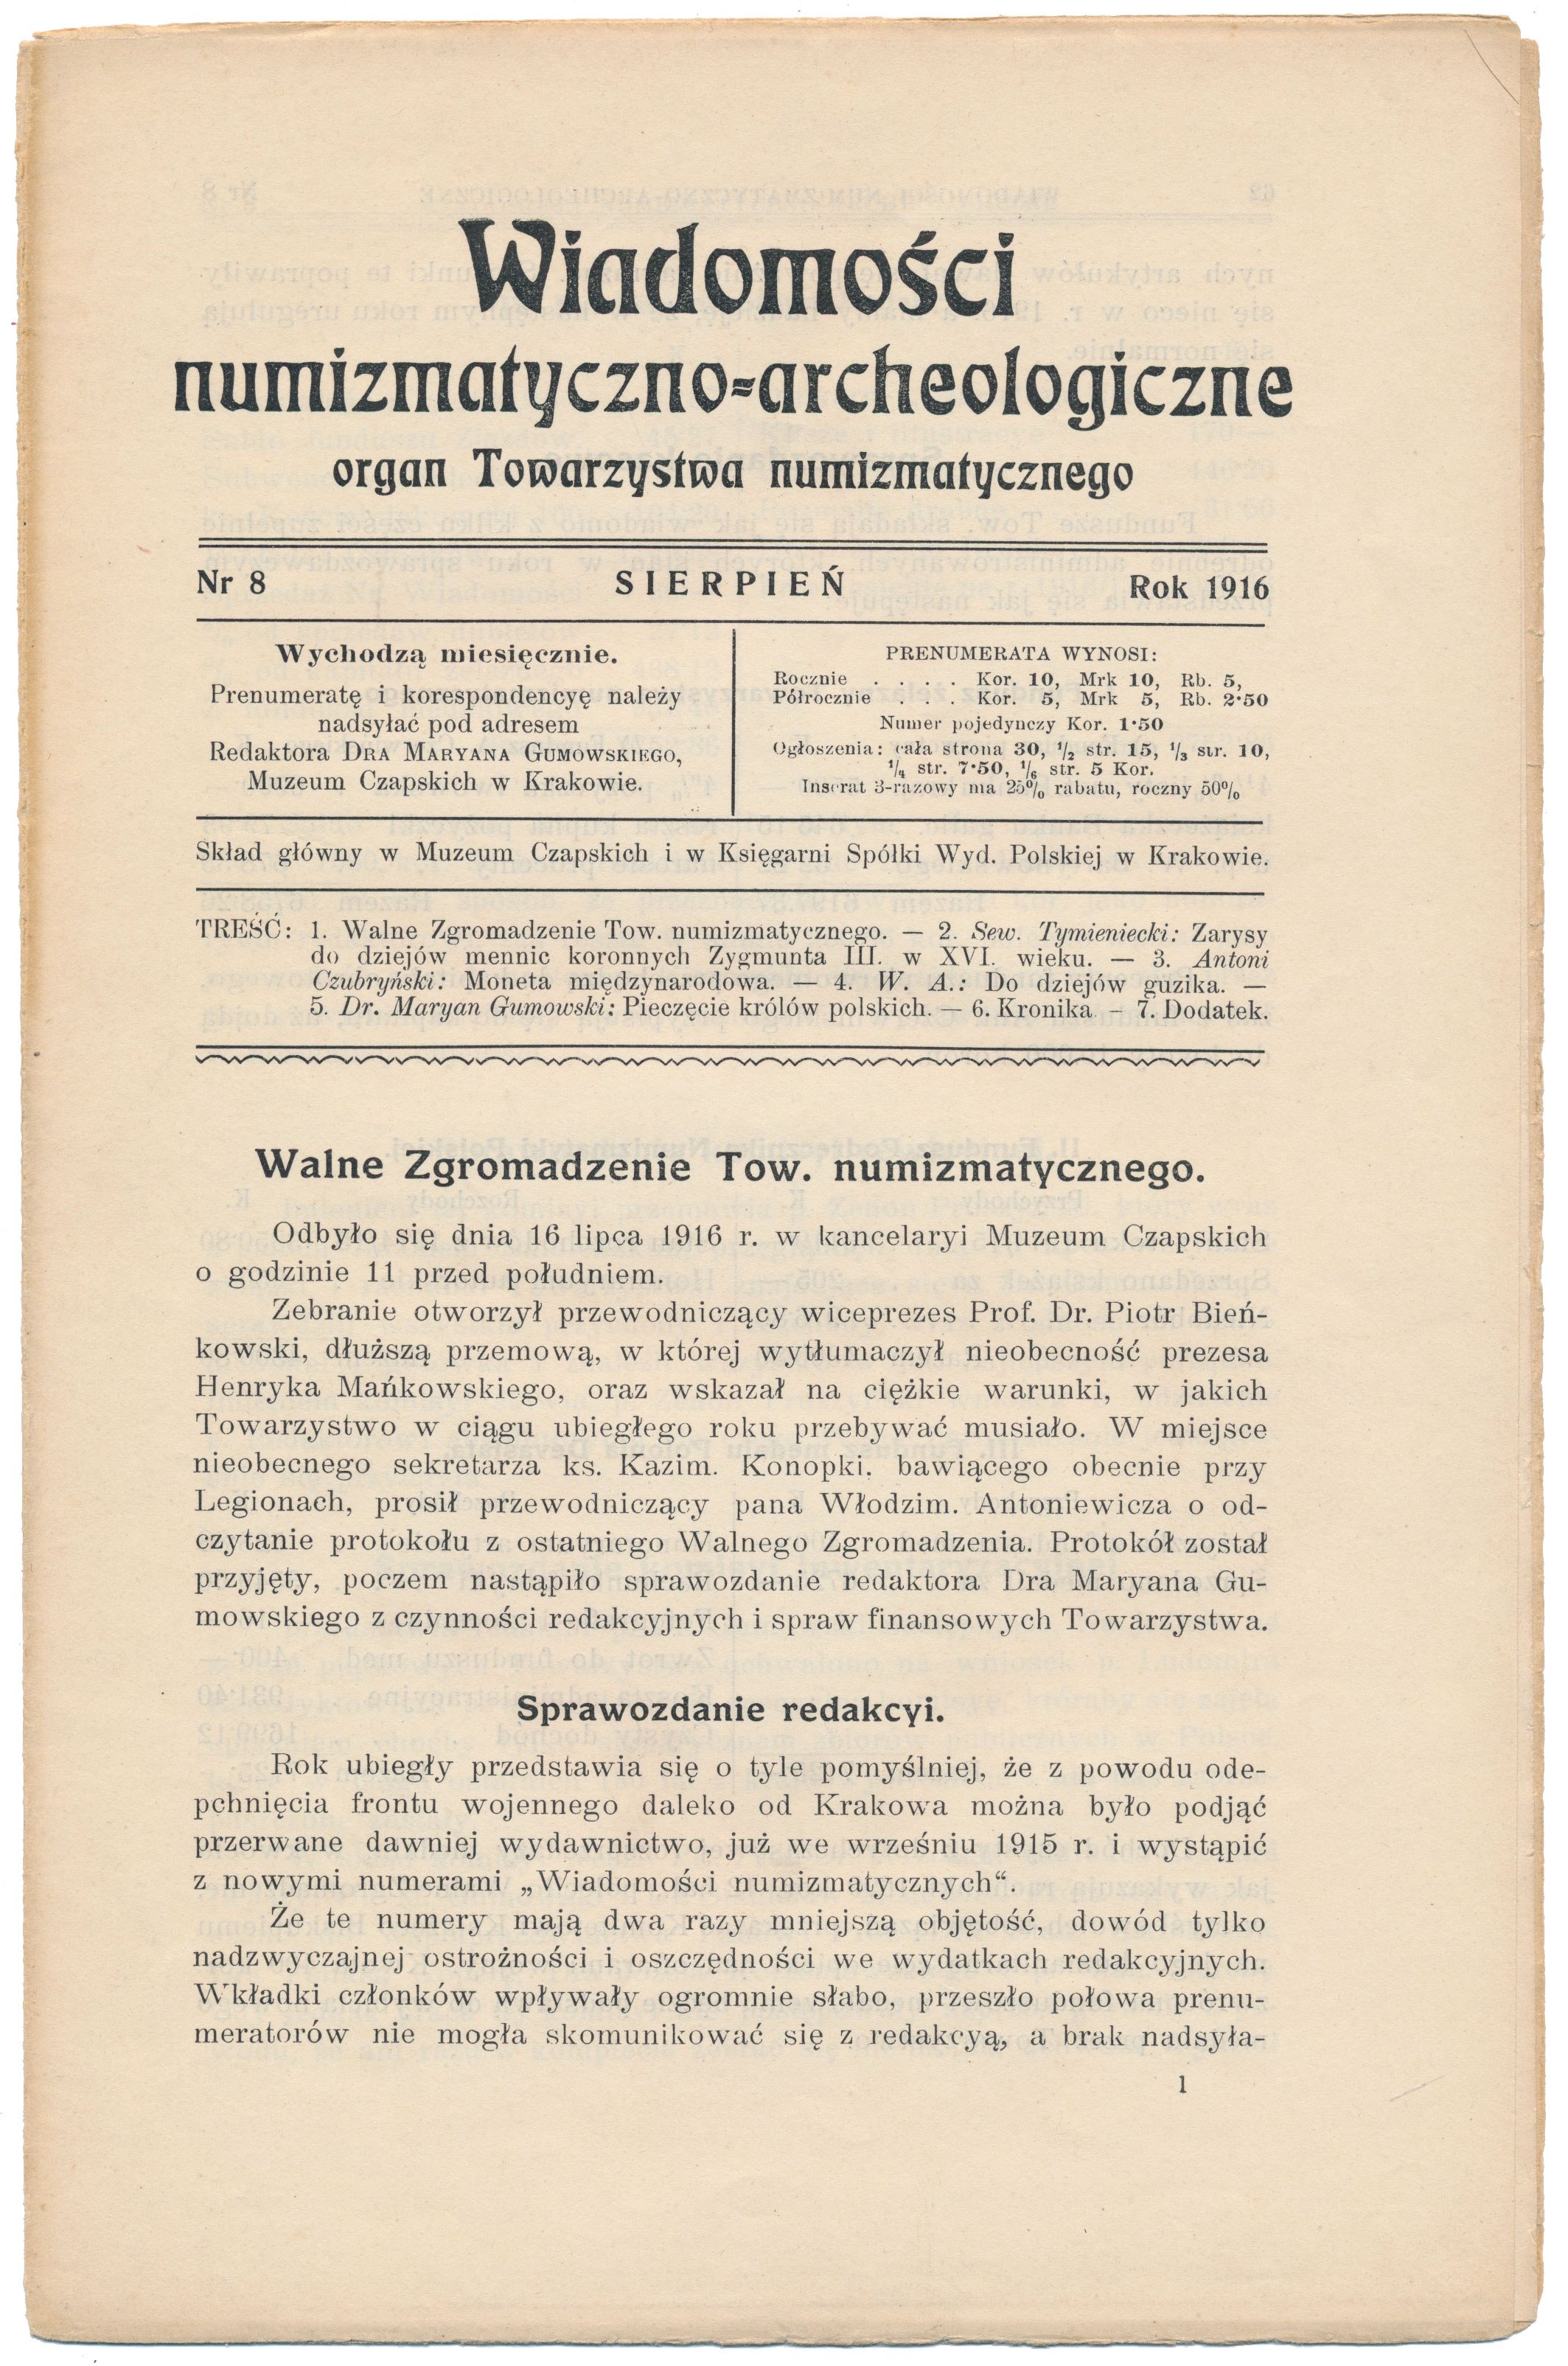 Wiadomości
numizmatyczno-archeologiczne
organ Towarzystwa numizmatycznego
Nr 8 SIERPIEŃ Rok 1916
Wychodzą miesięcznie.
Prenumeratę i korespondencyę należy
nadsyłać pod adresem
Redaktora DRA MARYANA GUMOWSKIEGO,
Muzeum Czapskich w Krakowie.
PRENUMERATA WYNOSI:
Rocznie . . . . Kor. 10, Mrk 10, Rb. 5,
Półrocznie . . . Kor. 5, Mrk 5, Rb. 2·50
Numer pojedynczy Kor. 1·50
Ogłoszenia: cała strona 30, 1/2 str. 15, 1/3 str. 10,
1/4 str. 7·50, 1/6 str. 5 Kor.
Inserat 3-razowy ma 25% rabatu, roczny 50%
Skład główny w Muzeum Czapskich i w Księgarni Spółki Wyd. Polskiej w Krakowie.
TREŚĆ: 1. Walne Zgromadzenie Tow. numizmatycznego. — 2. Sew. Tymieniecki: Zarysy
do dziejów mennic koronnych Zygmunta III. w XVI. wieku. — 3. Antoni
Czubryński: Moneta międzynarodowa. — 4. W. A.: Do dziejów guzika. —
5. Dr. Maryan Gumowski: Pieczęcie królów polskich. — 6. Kronika – 7. Dodatek.
Walne Zgromadzenie Tow. numizmatycznego.
Odbyło się dnia 16 lipca 1916 r. w kancelaryi Muzeum Czapskich
o godzinie 11 przed południem.
Zebranie otworzył przewodniczący wiceprezes Prof. Dr. Piotr Bień-
kowski, dłuższą przemową, w której wytłumaczył nieobecność prezesa
Henryka Mańkowskiego, oraz wskazał na ciężkie warunki, w jakich
Towarzystwo w ciągu ubiegłego roku przebywać musiało. W miejsce
nieobecnego sekretarza ks. Kazim. Konopki. bawiącego obecnie przy
Legionach, prosił przewodniczący pana Włodzim. Antoniewicza o od-
czytanie protokołu z ostatniego Walnego Zgromadzenia. Protokół został
przyjęty, poczem nastąpiło sprawozdanie redaktora Dra Maryana Gu-
mowskiego z czynności redakcyjnych i spraw finansowych Towarzystwa.
Sprawozdanie redakcyi.
Rok ubiegły przedstawia się o tyle pomyślniej, że z powodu ode-
pchnięcia frontu wojennego daleko od Krakowa można było podjąć
przerwane dawniej wydawnictwo, już we wrześniu 1915 r. i wystąpić
z nowymi numerami „Wiadomości numizmatycznych“.
Że te numery mają dwa razy mniejszą objętość, dowód tylko
nadzwyczajnej ostrożności i oszczędności we wydatkach redakcyjnych.
Wkładki członków wpływały ogromnie słabo, przeszło połowa prenu-
meratorów nie mogła skomunikować się z redakcyą, a brak nadsyła-
1